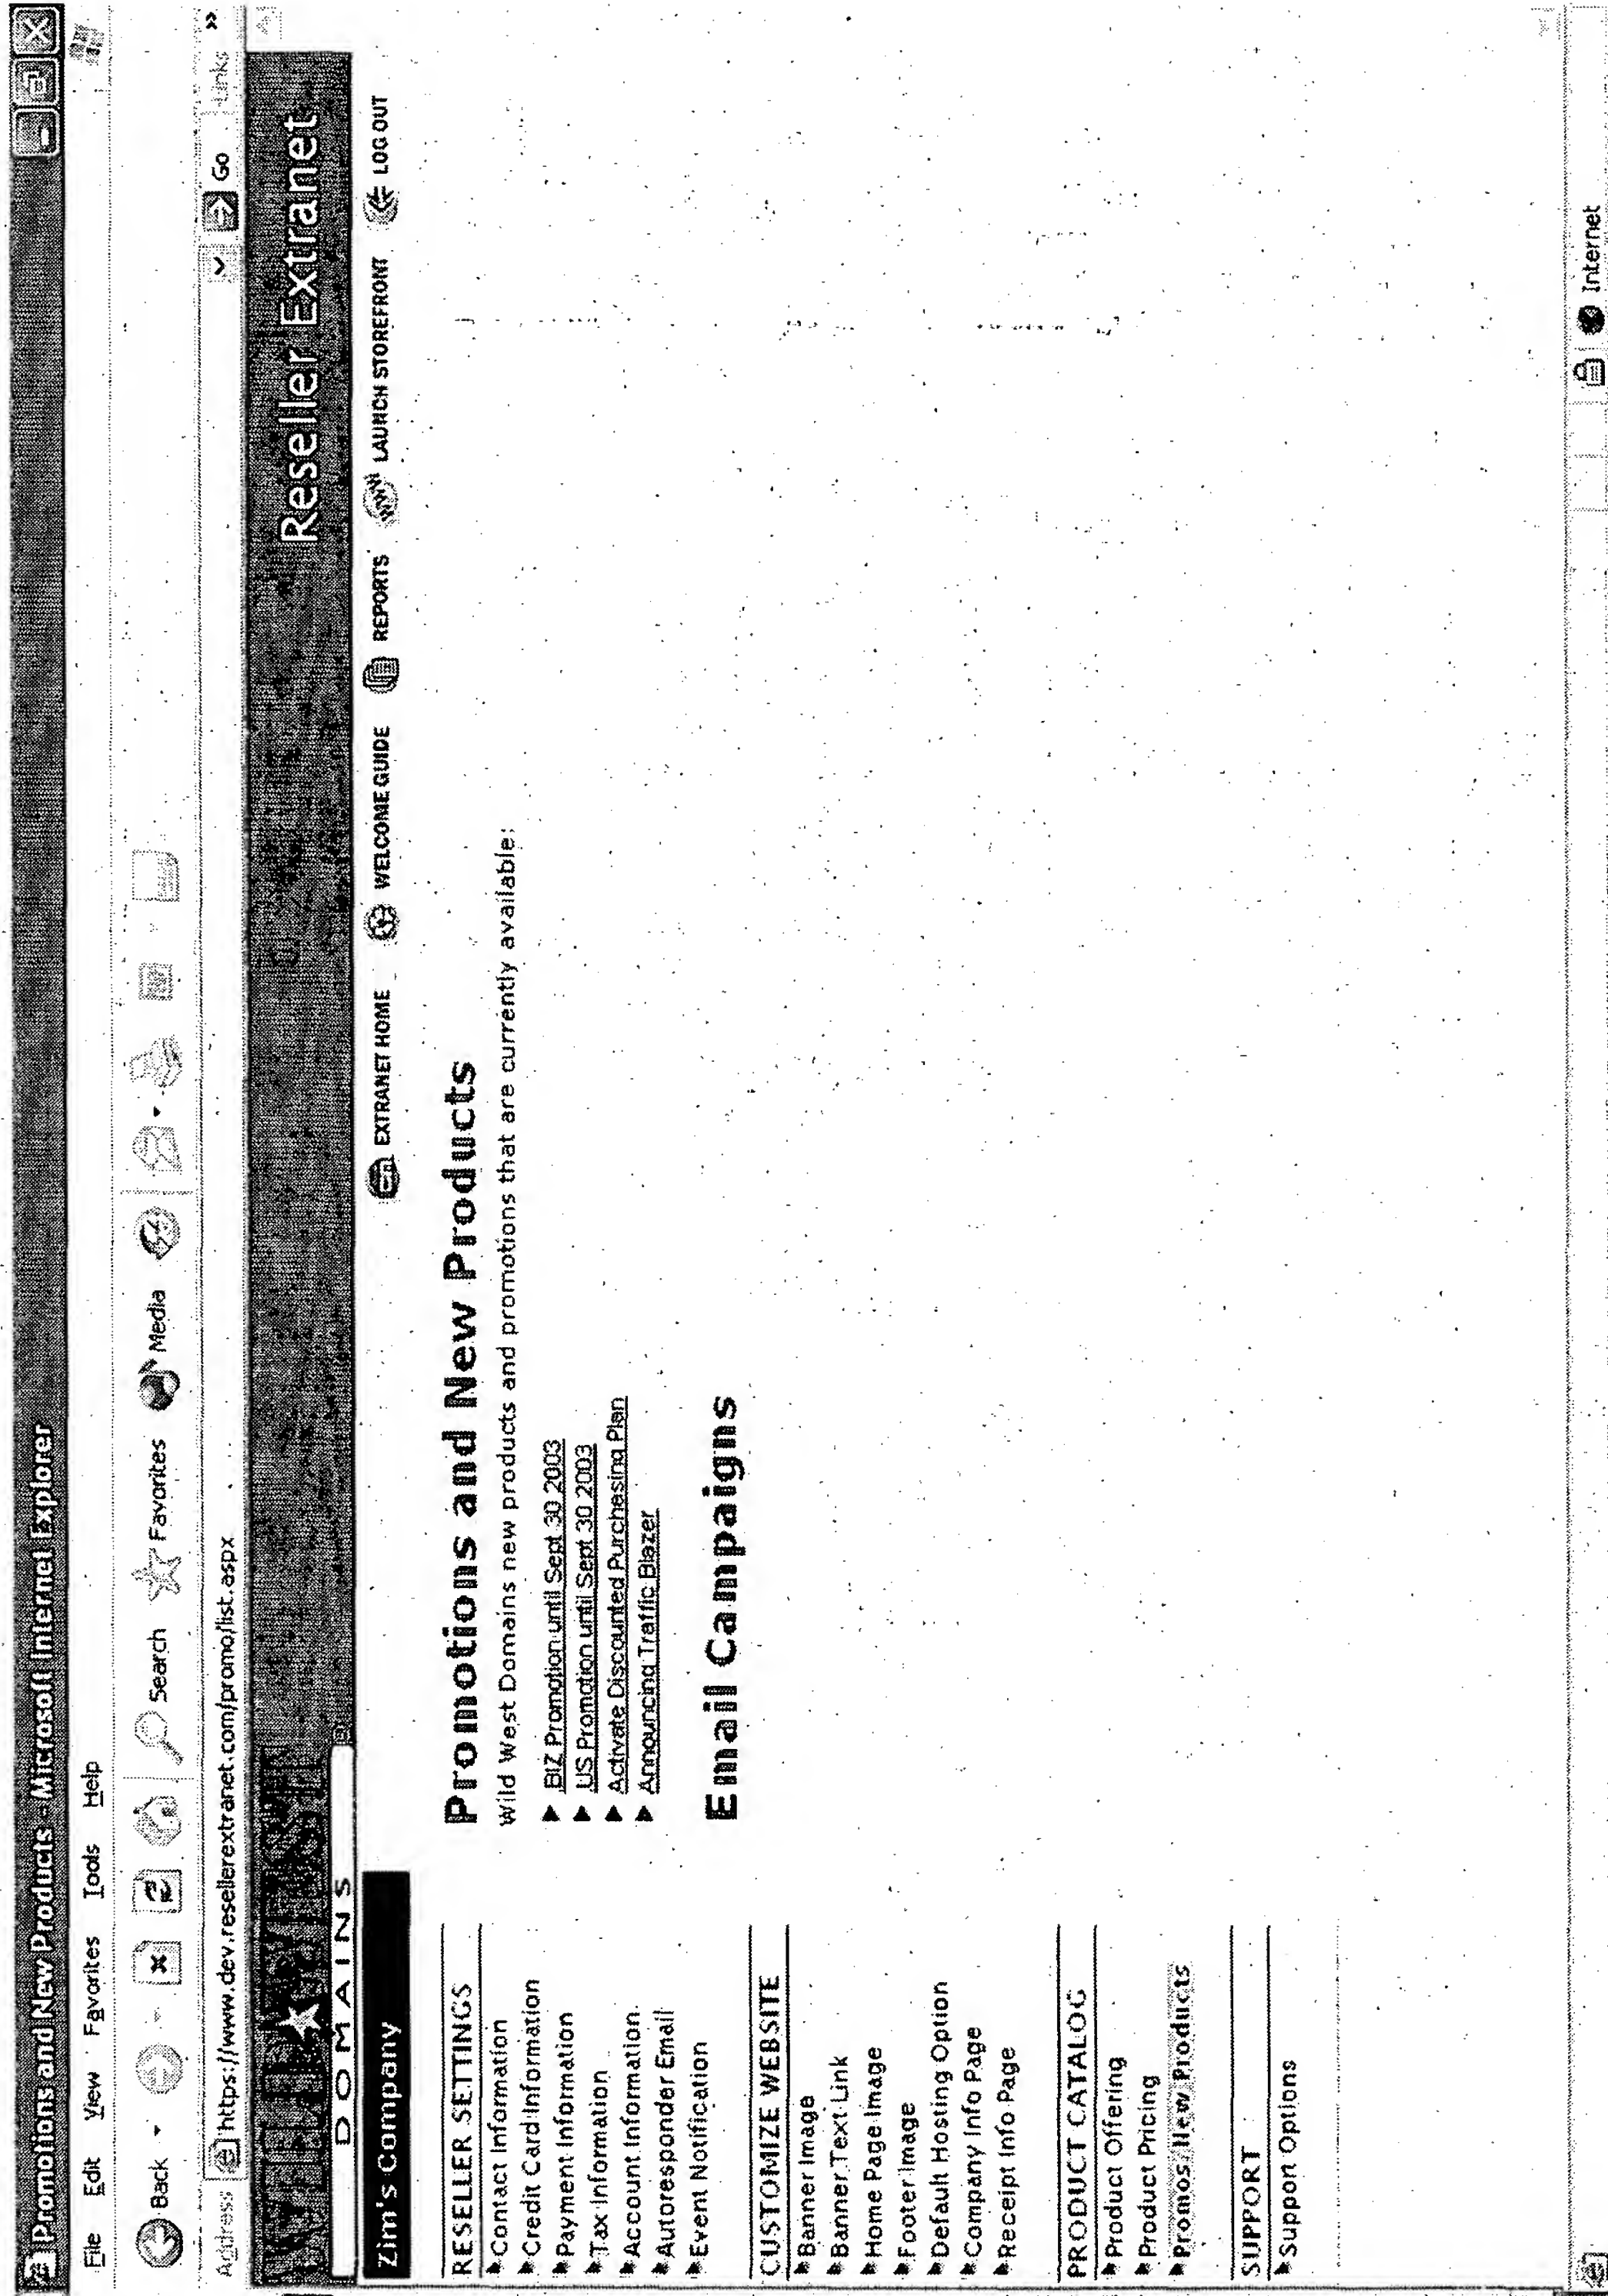 Promotions and New Products - Microsoft Internet Explorer
File Edit View Favorites Tools Help
Back Search Favorites Media
Address https://www.dev.resellerextranet.com/promo/list.aspx Go Links »
WILD WEST
DOMAINS
Reseller Extranet
Zim's Company
EXTRANET HOME WELCOME GUIDE REPORTS www LAUNCH STOREFRONT LOG OUT
RESELLER SETTINGS
Contact Information
Credit Card Information
Payment Information
Tax Information
Account Information
Autoresponder Email
Event Notification
CUSTOMIZE WEBSITE
Banner Image
Banner Text Link
Home Page Image
Footer Image
Default Hosting Option
Company Info Page
Receipt Info Page
PRODUCT CATALOG
Product Offering
Product Pricing
Promos/New Products
SUPPORT
Support Options
Promotions and New Products
Wild West Domains new products and promotions that are currently available:
BIZ Promotion until Sept 30 2003
US Promotion until Sept 30 2003
Activate Discounted Purchasing Plan
Announcing Traffic Blazer
Email Campaigns
Internet